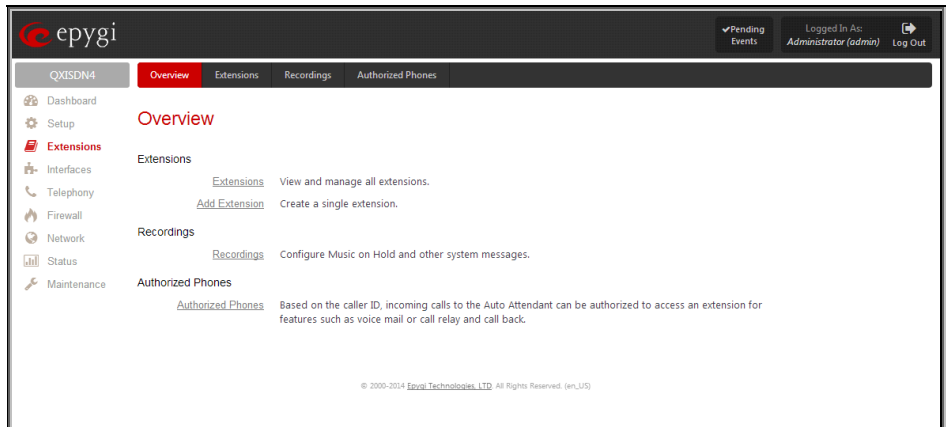 epygi
✔Pending
Events
Logged In As:
Administrator (admin)
Log Out
QXISDN4
Overview
Extensions
Recordings
Authorized Phones
Dashboard
Setup
Extensions
Interfaces
Telephony
Firewall
Network
Status
Maintenance
Overview
Extensions
Extensions View and manage all extensions.
Add Extension Create a single extension.
Recordings
Recordings Configure Music on Hold and other system messages.
Authorized Phones
Authorized Phones Based on the caller ID, incoming calls to the Auto Attendant can be authorized to access an extension for
features such as voice mail or call relay and call back.
© 2000-2014 Epygi Technologies, LTD. All Rights Reserved. (en_US)